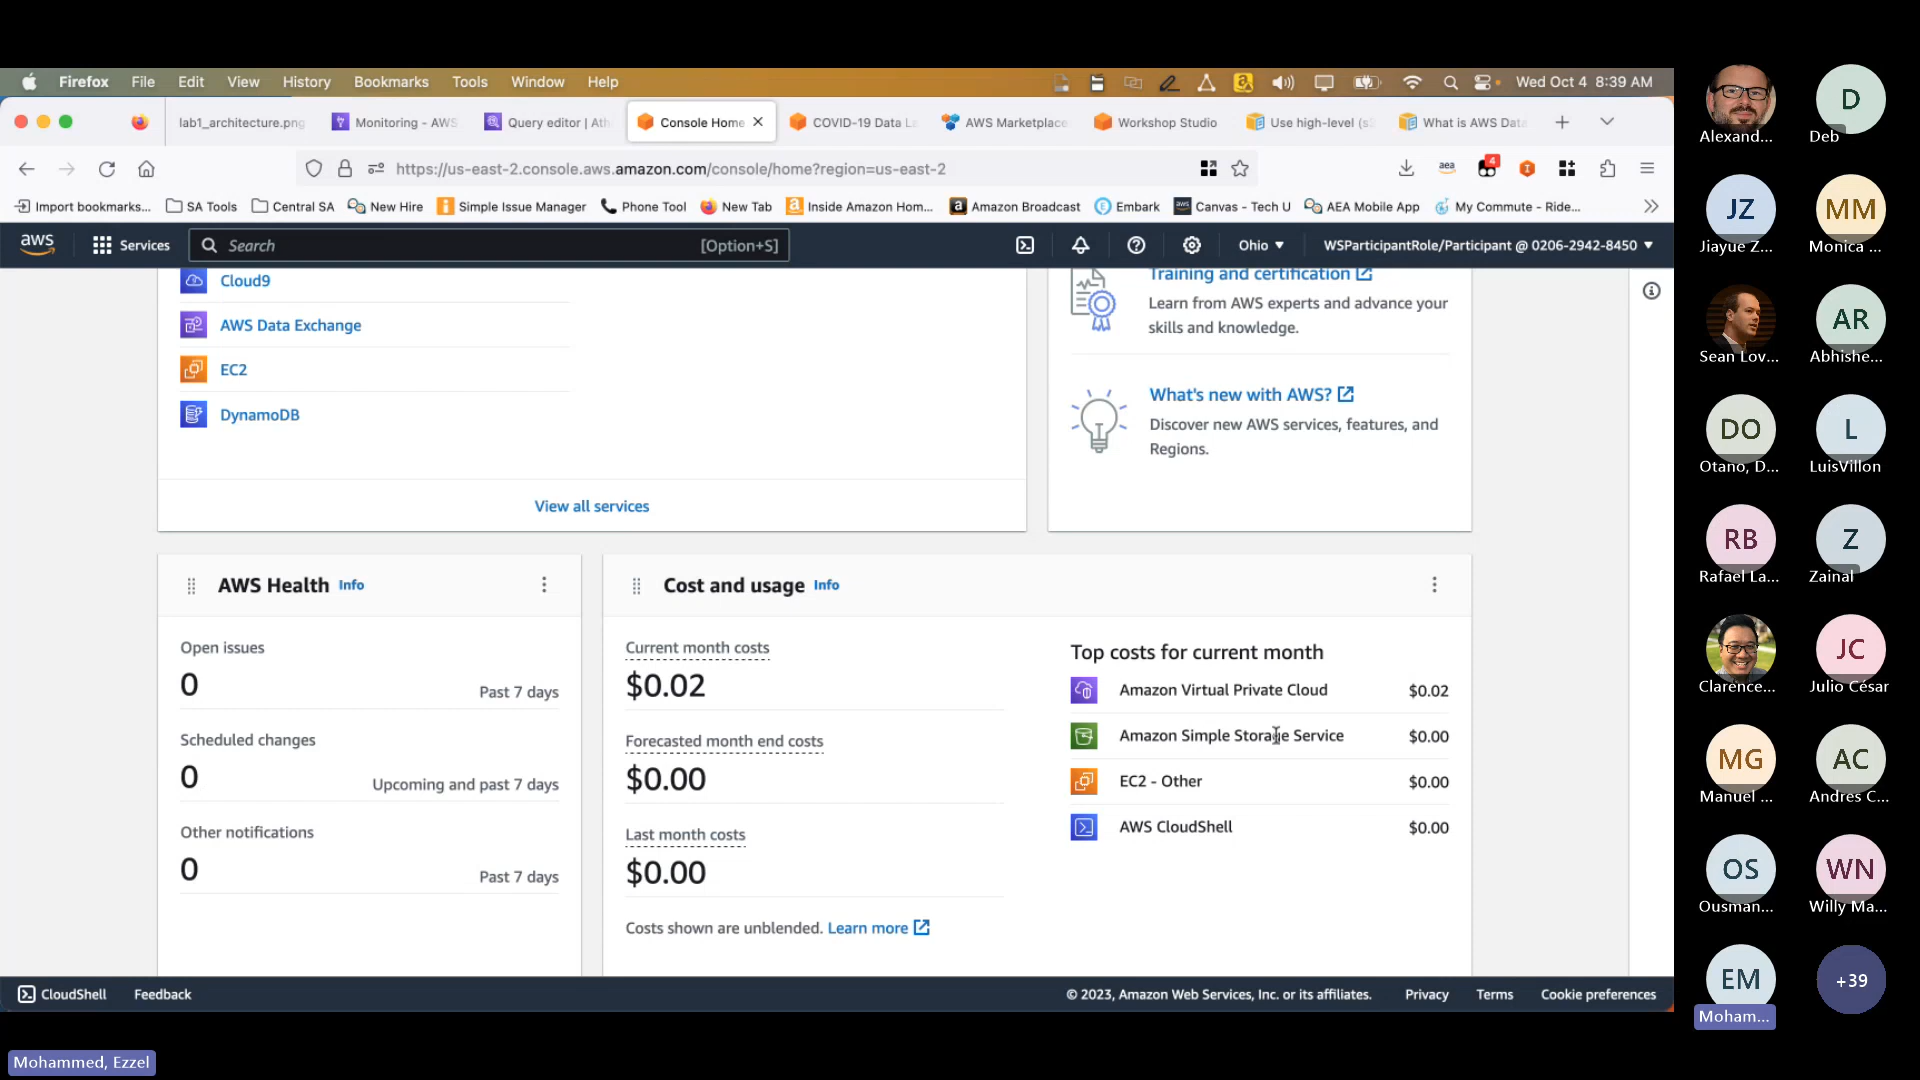 Firefox File Edit View History Bookmarks Tools Window Help
Wed Oct 4 8:39 AM
lab1_architecture.png
Monitoring - AWS
Query editor | Ath
Console Home
COVID-19 Data La
AWS Marketplace
Workshop Studio
Use high-level (s3
What is AWS Data
https://us-east-2.console.aws.amazon.com/console/home?region=us-east-2
aea
4
Import bookmarks... SA Tools Central SA New Hire Simple Issue Manager Phone Tool New Tab Inside Amazon Hom... Amazon Broadcast Embark Canvas - Tech U AEA Mobile App My Commute - Ride...
aws Services Search [Option+S] Ohio WSParticipantRole/Participant @ 0206-2942-8450
Cloud9
AWS Data Exchange
EC2
DynamoDB
View all services
Training and certification
Learn from AWS experts and advance your
skills and knowledge.
What's new with AWS?
Discover new AWS services, features, and
Regions.
AWS Health Info
Open issues
0 Past 7 days
Scheduled changes
0 Upcoming and past 7 days
Other notifications
0 Past 7 days
Cost and usage Info
Current month costs
$0.02
Forecasted month end costs
$0.00
Last month costs
$0.00
Costs shown are unblended. Learn more
Top costs for current month
Amazon Virtual Private Cloud $0.02
Amazon Simple Storage Service $0.00
EC2 - Other $0.00
AWS CloudShell $0.00
CloudShell Feedback © 2023, Amazon Web Services, Inc. or its affiliates. Privacy Terms Cookie preferences
Mohammed, Ezzel
Alexand...
D
Deb
JZ
Jiayue Z...
MM
Monica ...
Sean Lov...
AR
Abhishe...
DO
Otano, D...
L
LuisVillon
RB
Rafael La...
Z
Zainal
Clarence...
JC
Julio César
MG
Manuel ...
AC
Andres C...
OS
Ousman...
WN
Willy Ma...
EM
Moham...
+39